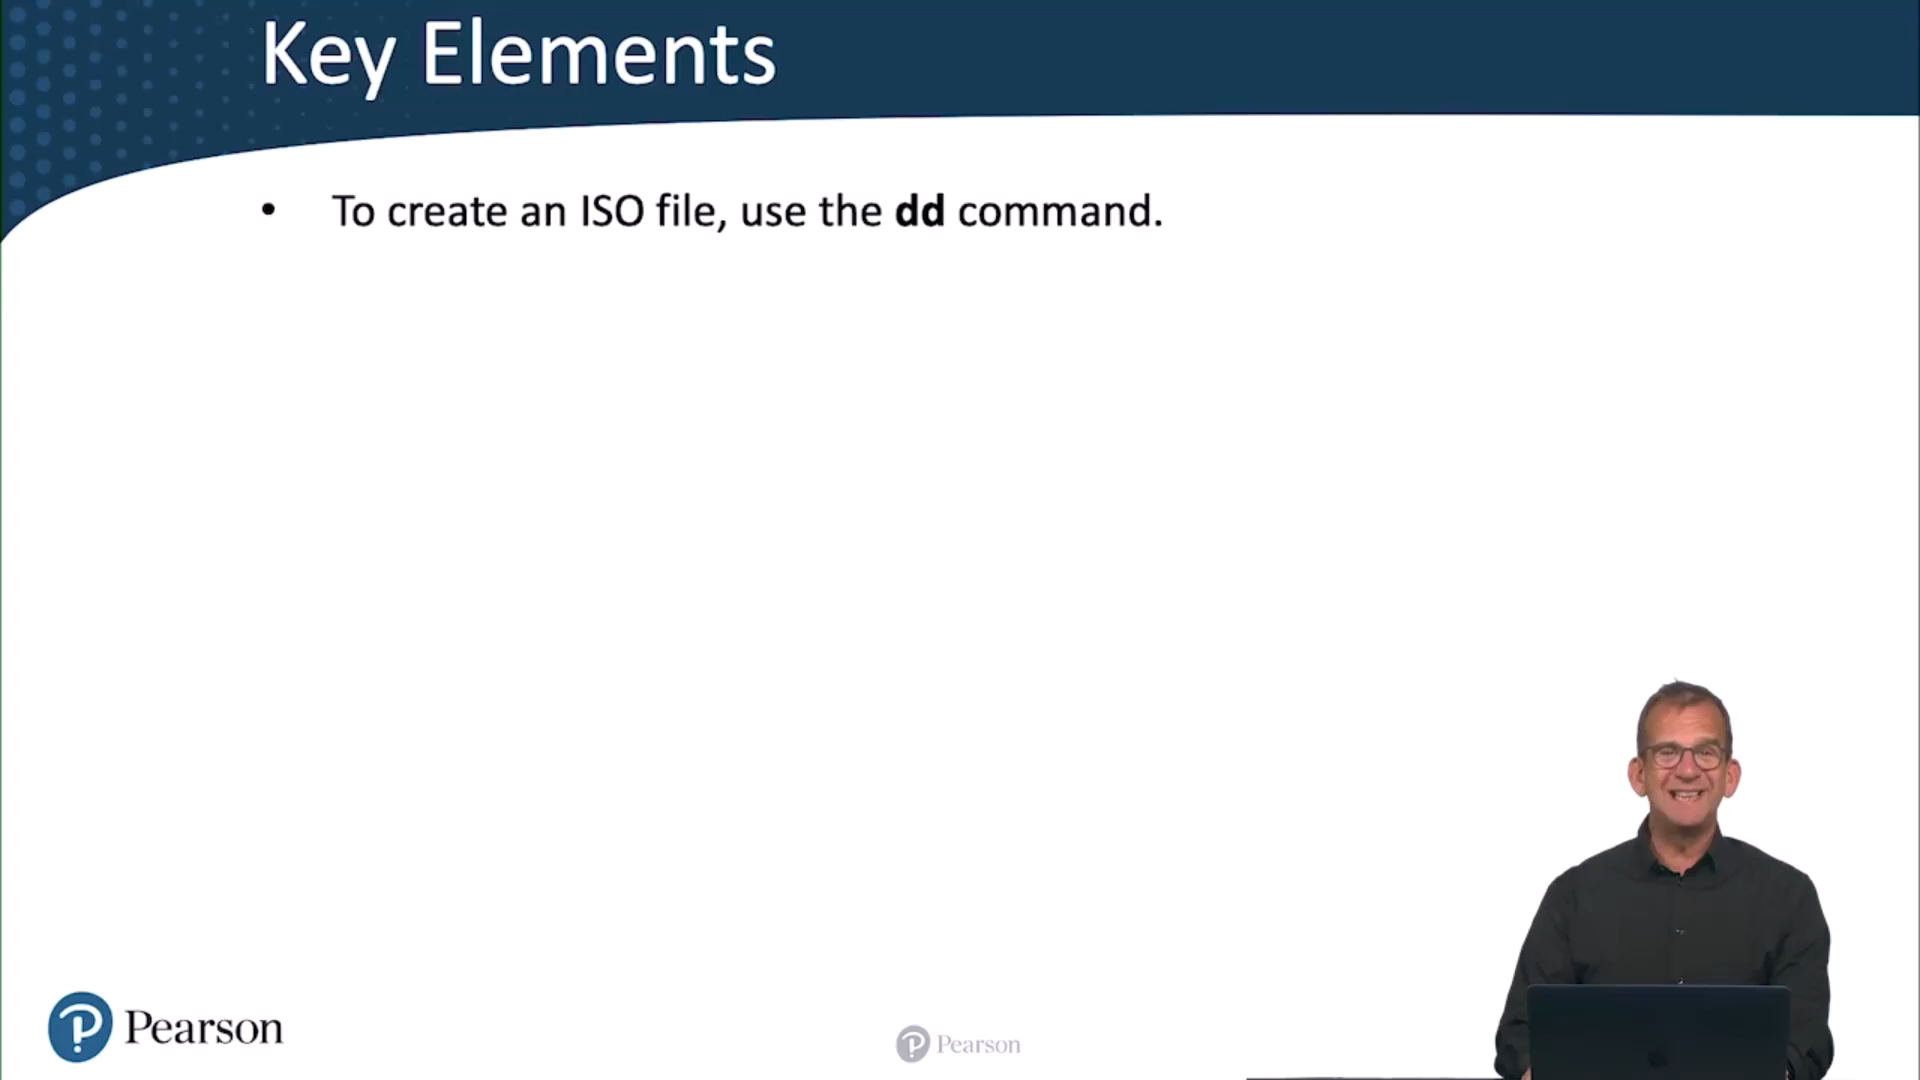 Key Elements
• To create an ISO file, use the dd command.
Pearson
Pearson